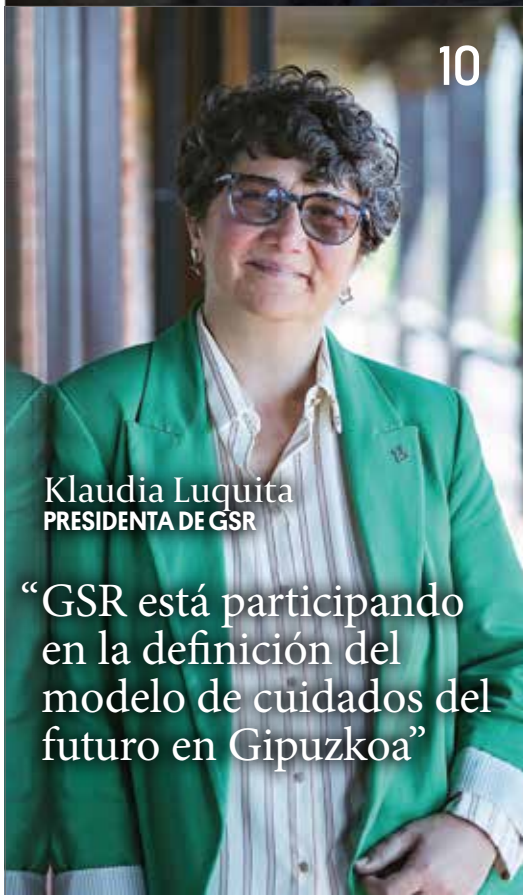 10
Klaudia Luquita
PRESIDENTA DE GSR
“GSR está participando
en la definición del
modelo de cuidados del
futuro en Gipuzkoa”